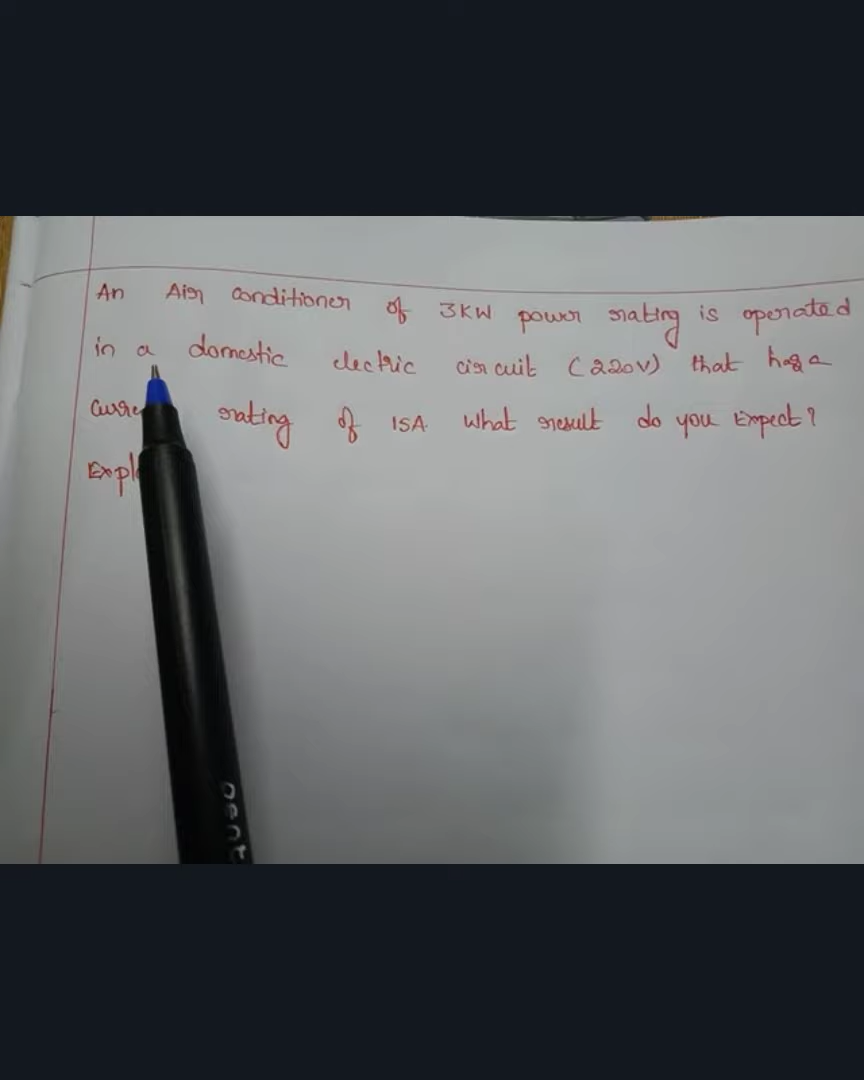 An Air conditioner of 3KW power rating is operated
in a domestic electric circuit (220V) that has a
rating of 15A. What result do you Expect?
pent